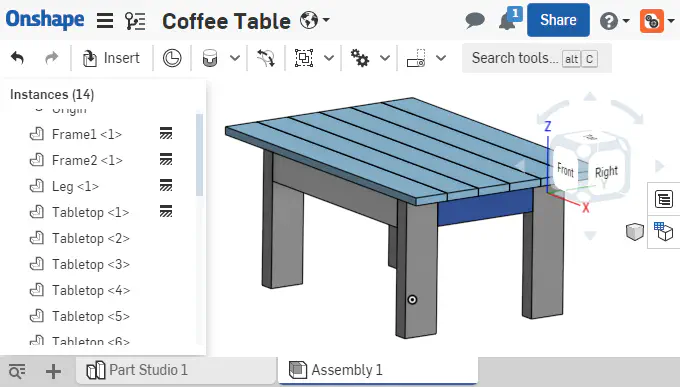 Onshape Coffee Table 1 Share
Insert Search tools... alt C
Instances (14)
Origin
Frame1 <1>
Frame2 <1>
Leg <1>
Tabletop <1>
Tabletop <2>
Tabletop <3>
Tabletop <4>
Tabletop <5>
Tabletop <6>
Z
Front Right
X
Part Studio 1 Assembly 1